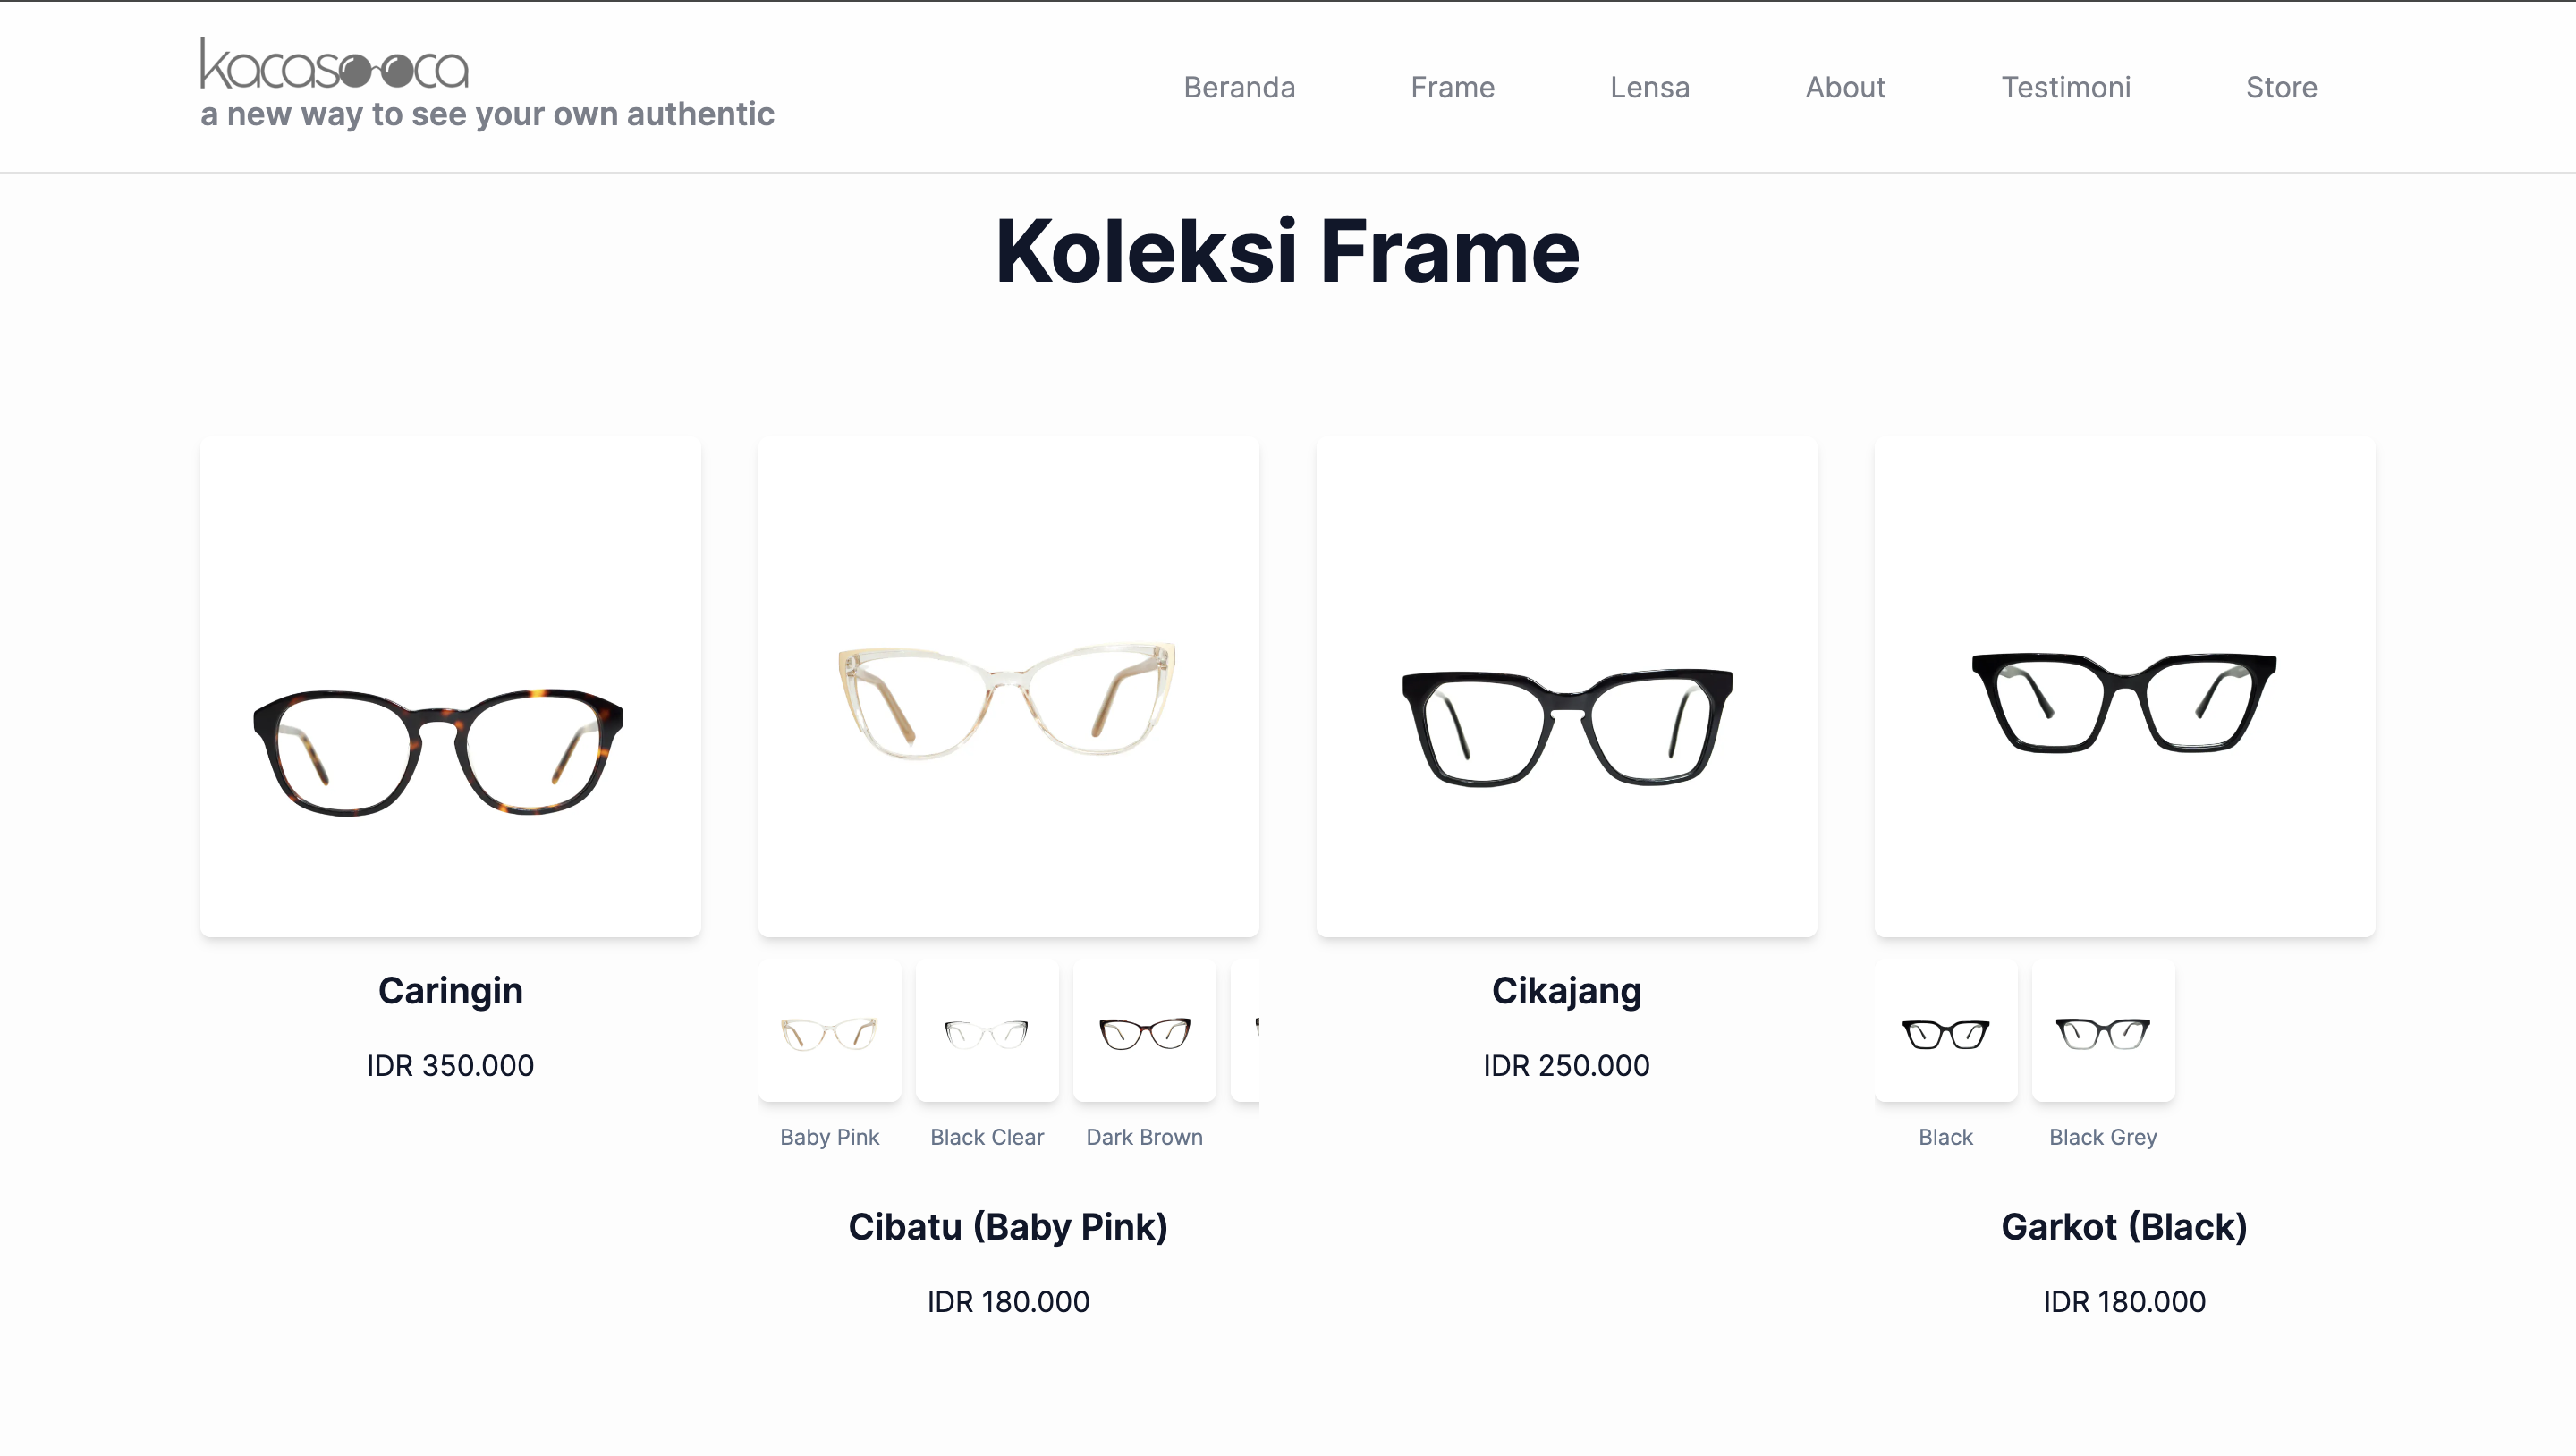 kacasooca
a new way to see your own authentic
Beranda
Frame
Lensa
About
Testimoni
Store
Koleksi Frame
Caringin
IDR 350.000
Baby Pink
Black Clear
Dark Brown
Cibatu (Baby Pink)
IDR 180.000
Cikajang
IDR 250.000
Black
Black Grey
Garkot (Black)
IDR 180.000